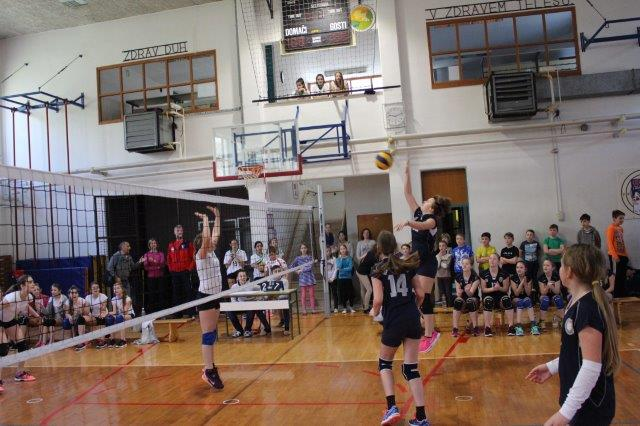 ZDRAV DUH
DOMAČI GOSTI
V ZDRAVEM TELESU
14